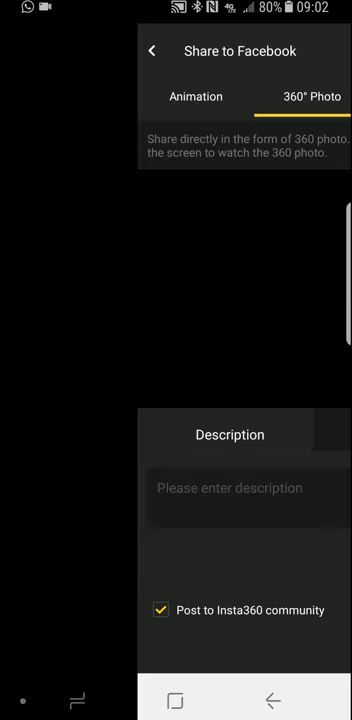 80% 09:02
Share to Facebook
Animation 360° Photo
Share directly in the form of 360 photo.
the screen to watch the 360 photo.
Description
Please enter description
Post to Insta360 community